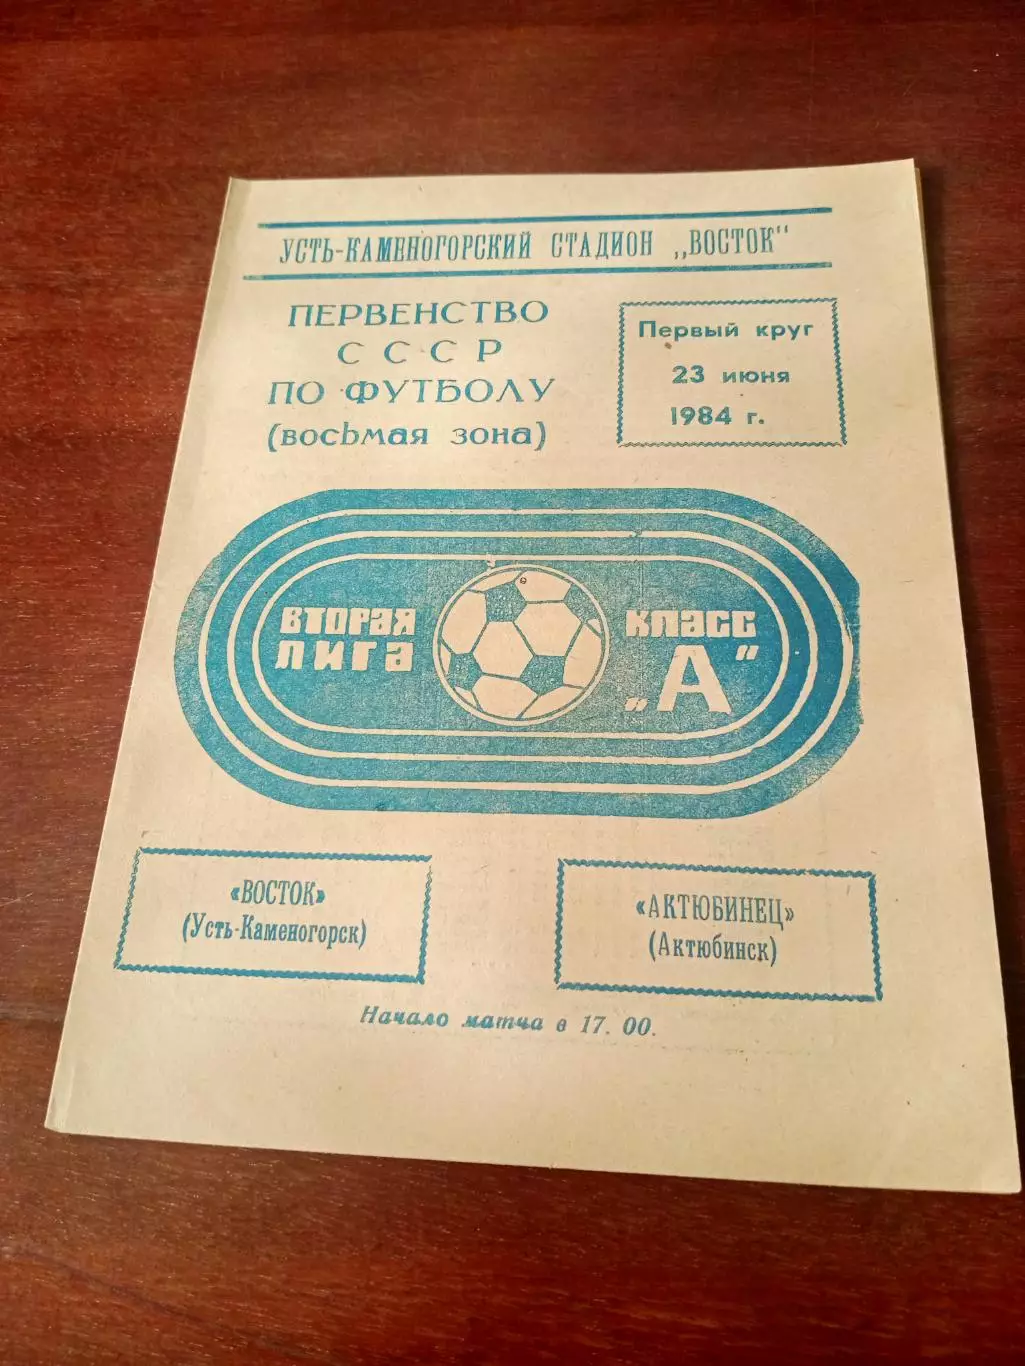 УСТЬ-КАМЕНОГОРСКИЙ СТАДИОН „ВОСТОК"
ПЕРВЕНСТВО
СССР
ПО ФУТБОЛУ
(восьмая зона)
Первый круг
23 июня
1984 г.
ВТОРАЯ
ЛИГА
КЛАСС
„А"
«ВОСТОК»
(Усть-Каменогорск)
«АКТЮБИНЕЦ»
(Актюбинск)
Начало матча в 17. 00.